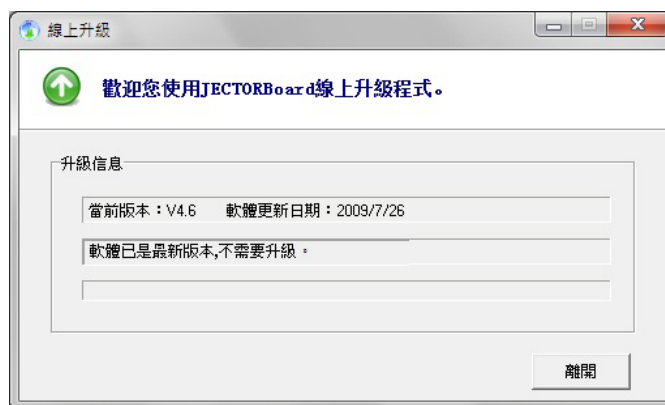 線上升級
歡迎您使用JECTORBoard線上升級程式。
升級信息
當前版本：V4.6 軟體更新日期：2009/7/26
軟體已是最新版本,不需要升級。
離開